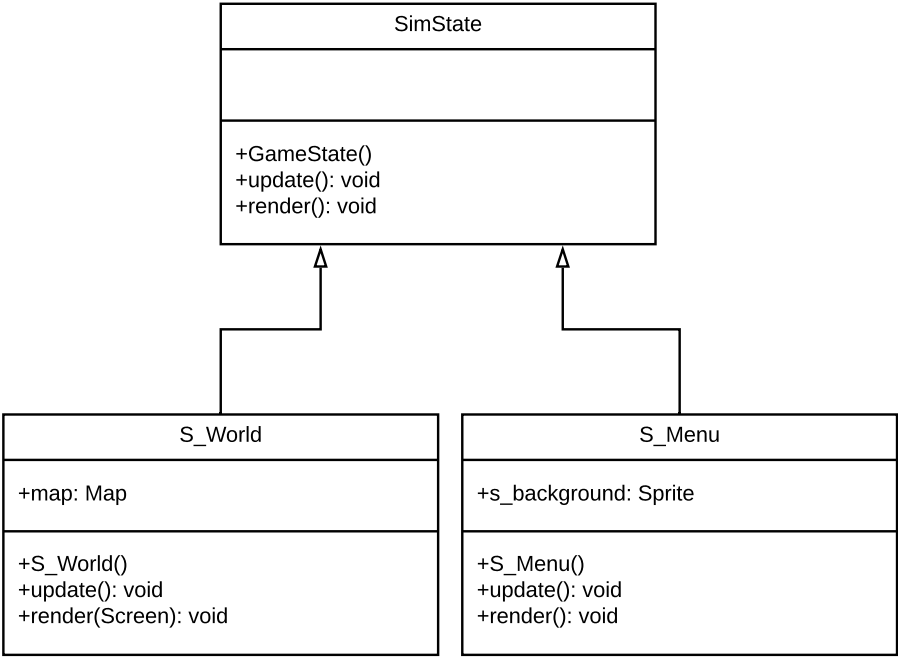 SimState
+GameState()
+update(): void
+render(): void
S_World
+map: Map
+S_World()
+update(): void
+render(Screen): void
S_Menu
+s_background: Sprite
+S_Menu()
+update(): void
+render(): void